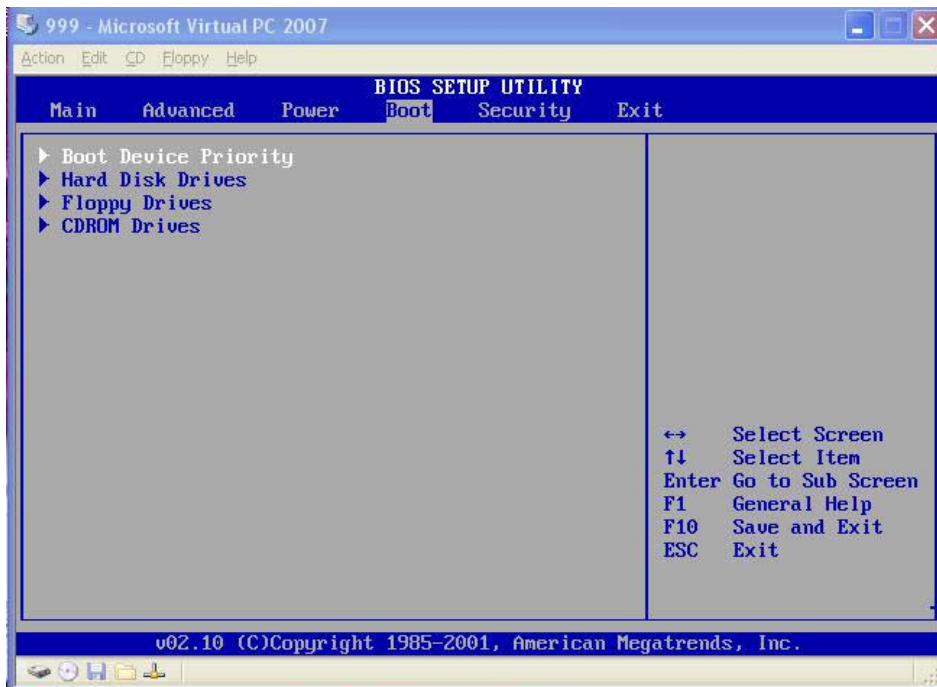 999 - Microsoft Virtual PC 2007
Action Edit CD Floppy Help
BIOS SETUP UTILITY
Main Advanced Power Boot Security Exit
Boot Device Priority
Hard Disk Drives
Floppy Drives
CDROM Drives
↔ Select Screen
↑↓ Select Item
Enter Go to Sub Screen
F1 General Help
F10 Save and Exit
ESC Exit
v02.10 (C)Copyright 1985-2001, American Megatrends, Inc.